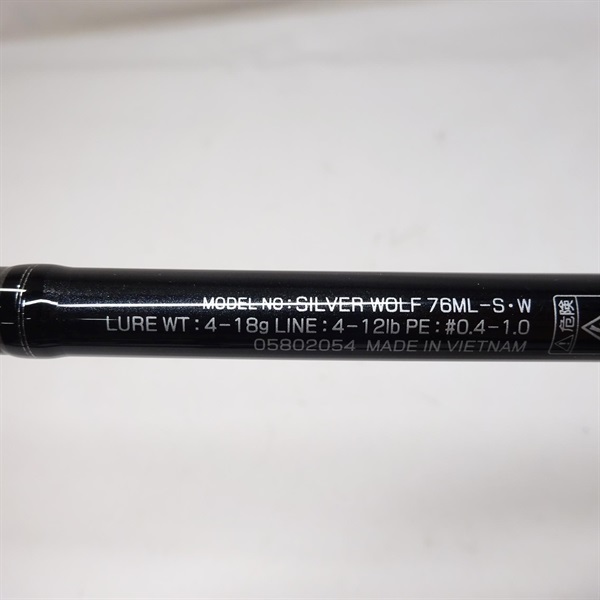 MODEL NO:SILVER WOLF 76ML-S・W
LURE WT:4-18g LINE:4-12lb PE:#0.4-1.0
05802054 MADE IN VIETNAM
危険